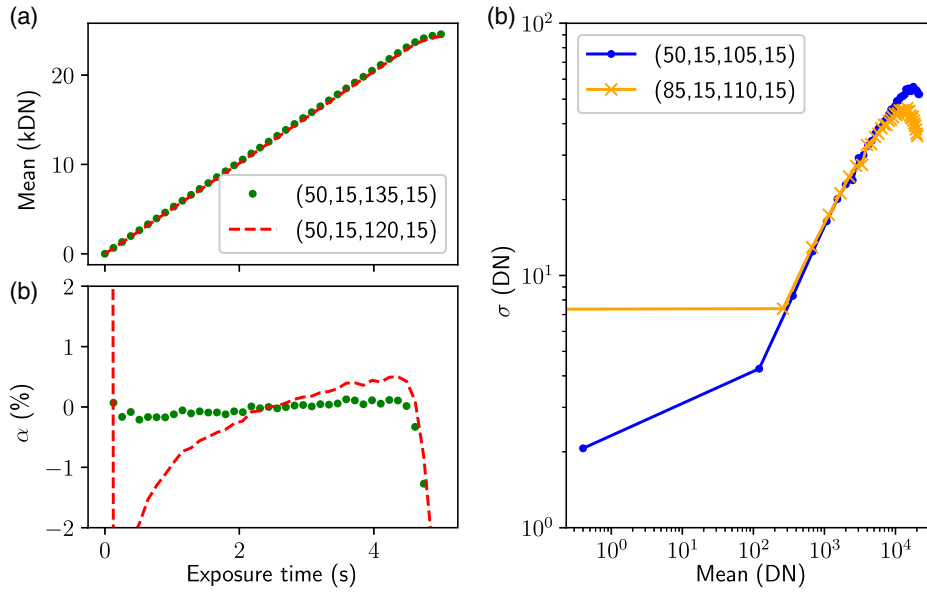 (a)
Mean (kDN)
20
10
0
(50,15,135,15)
(50,15,120,15)
(b)
α (%)
2
1
0
−1
−2
0
2
4
Exposure time (s)
(b)
σ (DN)
10²
10¹
10⁰
(50,15,105,15)
(85,15,110,15)
10⁰
10¹
10²
10³
10⁴
Mean (DN)